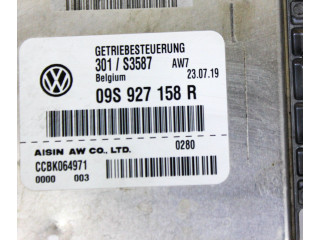 GETRIEBESTEUERUNG
301 / S3587 AW7
Belgium 23.07.19
09S 927 158 R
AISIN AW CO., LTD. 0280
CCBK064971
0000 003